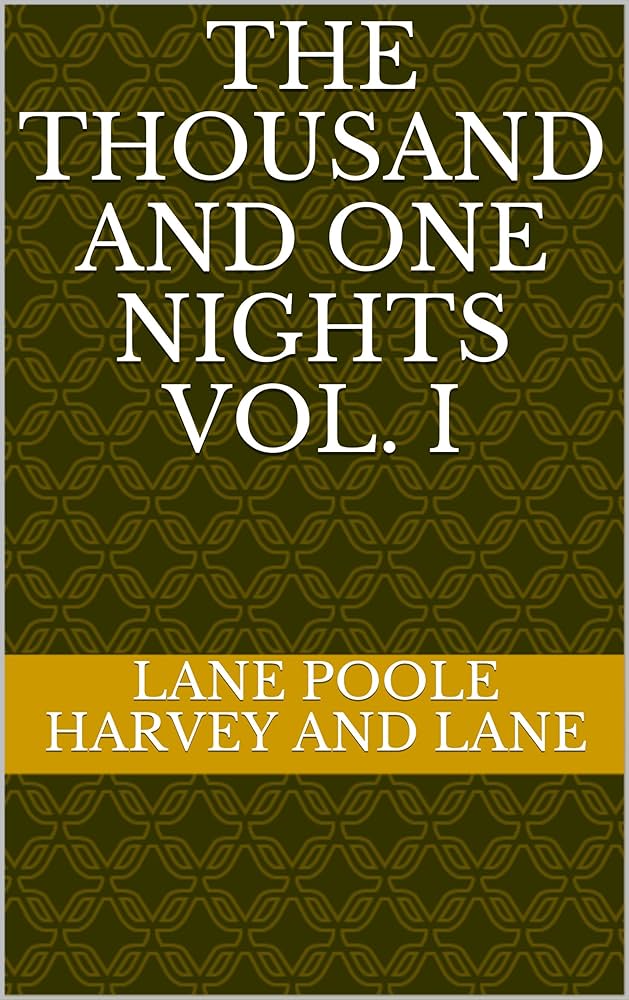 THE
THOUSAND
AND ONE
NIGHTS
VOL. I
LANE POOLE
HARVEY AND LANE